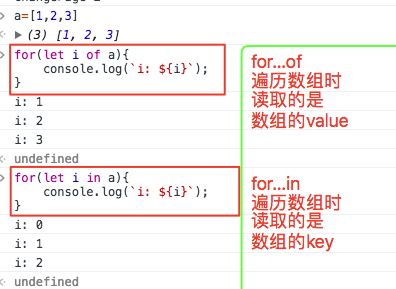 a=[1,2,3]
(3) [1, 2, 3]
for(let i of a){
console.log(`i: ${i}`);
}
i: 1
i: 2
i: 3
undefined
for(let i in a){
console.log(`i: ${i}`);
}
i: 0
i: 1
i: 2
undefined
for...of
遍历数组时
读取的是
数组的value
for...in
遍历数组时
读取的是
数组的key